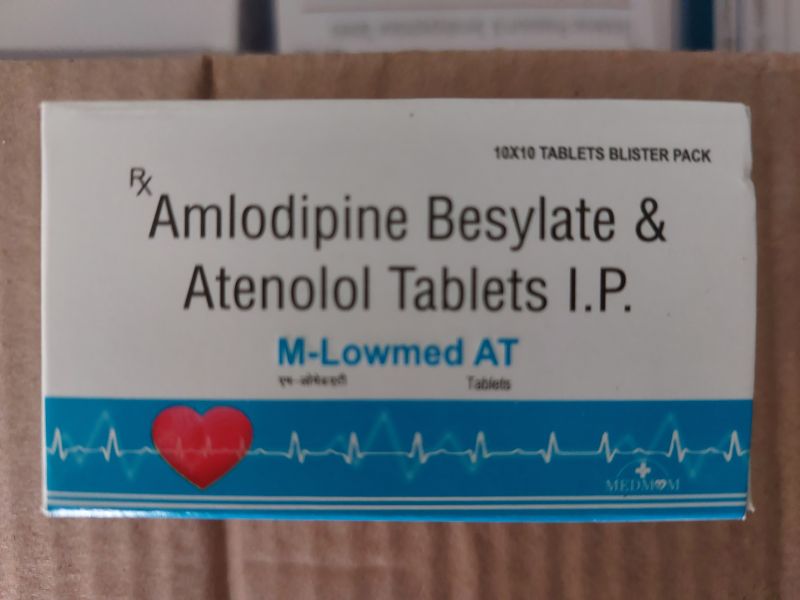 10X10 TABLETS BLISTER PACK
Rx
Amlodipine Besylate &
Atenolol Tablets I.P.
M-Lowmed AT
Tablets
MEDMOM